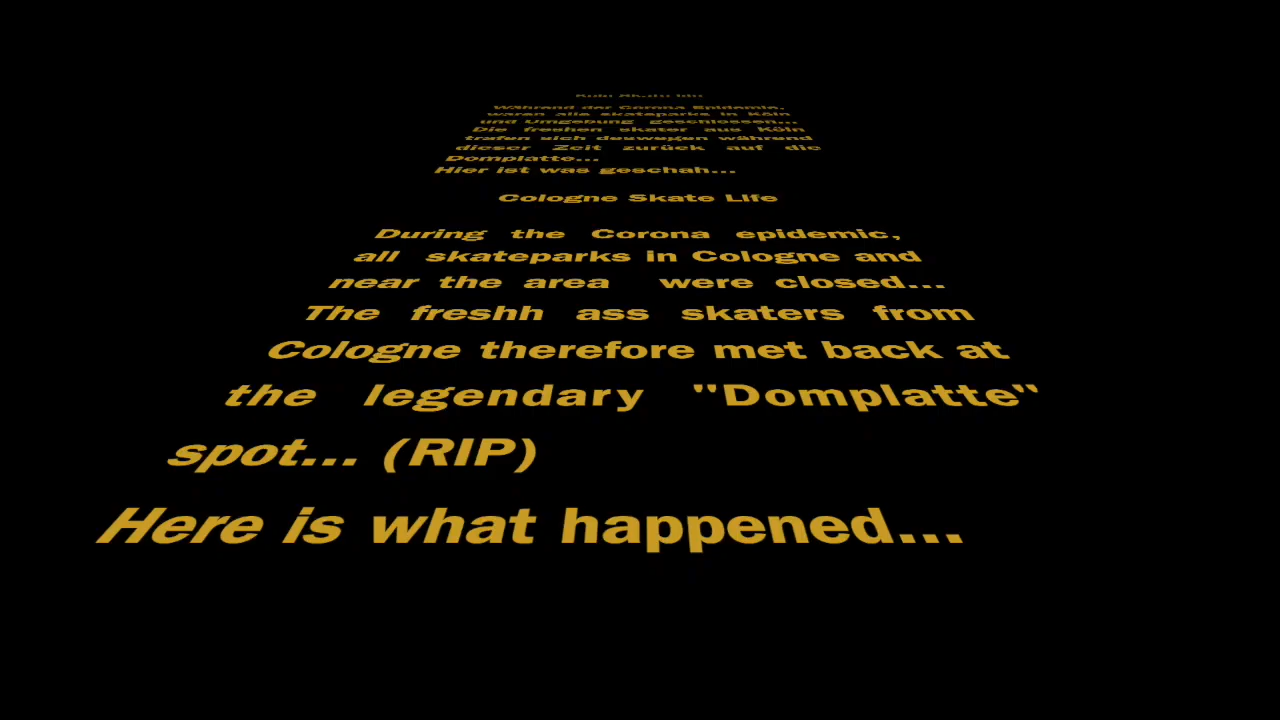 Während der Corona Epidemie,
waren alle skateparks in Köln
und Umgebung geschlossen...
Die freshen skater aus Köln
trafen sich deswegen während
dieser Zeit zurück auf die
Domplatte...
Hier ist was geschah...
Cologne Skate Life
During the Corona epidemic,
all skateparks in Cologne and
near the area were closed...
The freshh ass skaters from
Cologne therefore met back at
the legendary "Domplatte"
spot... (RIP)
Here is what happened...